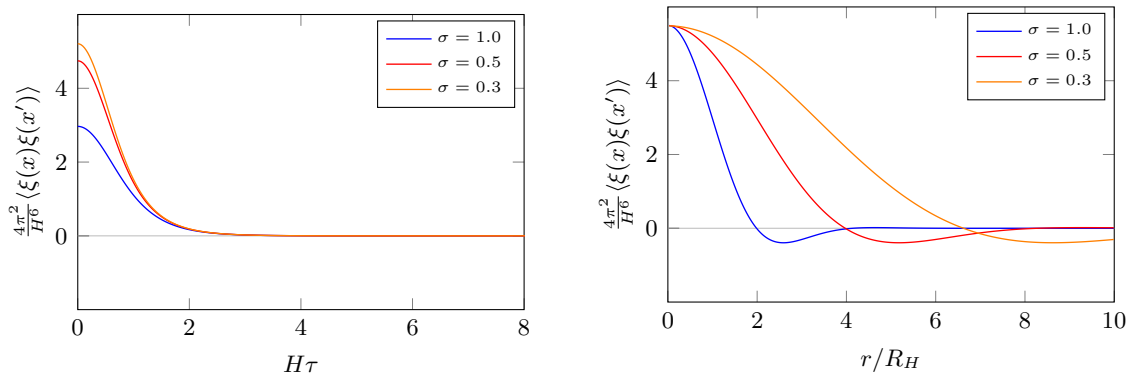 σ = 1.0
σ = 0.5
σ = 0.3
4
2
0
0 2 4 6 8
Hτ
4π²/H⁶ ⟨ξ(x)ξ(x′)⟩
σ = 1.0
σ = 0.5
σ = 0.3
4
2
0
0 2 4 6 8 10
r/R_H
4π²/H⁶ ⟨ξ(x)ξ(x′)⟩